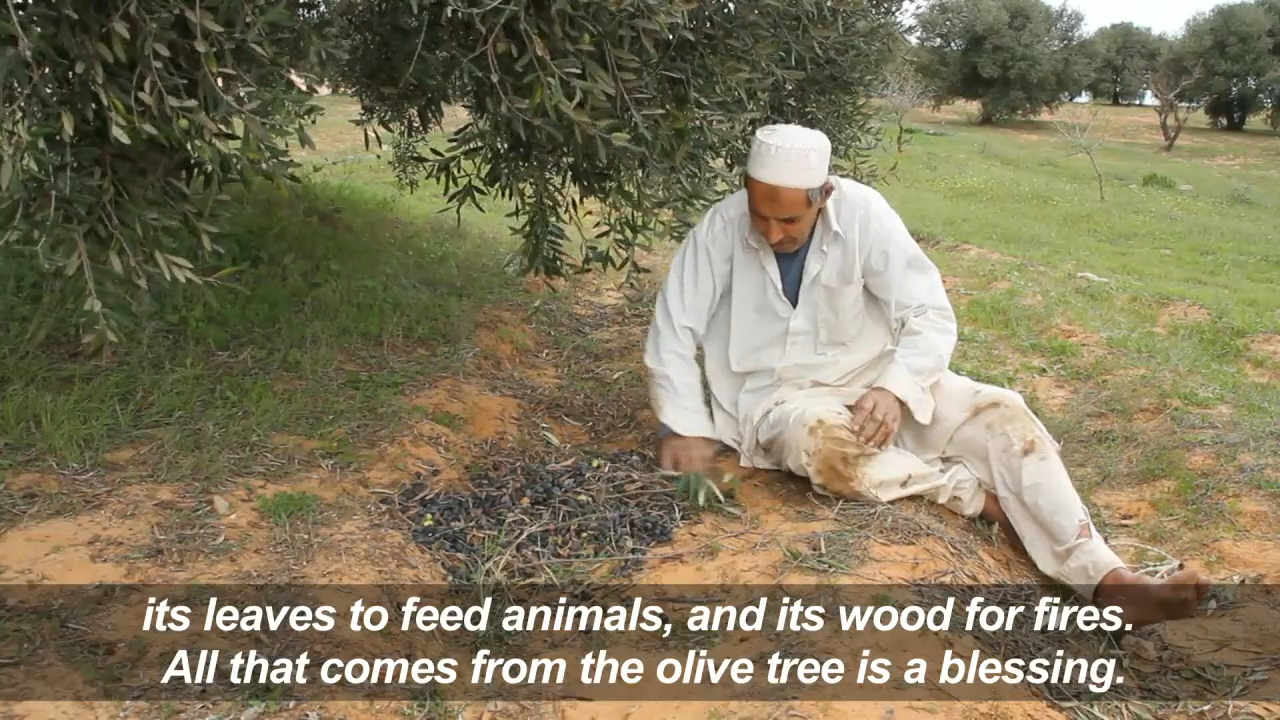 its leaves to feed animals, and its wood for fires.
All that comes from the olive tree is a blessing.